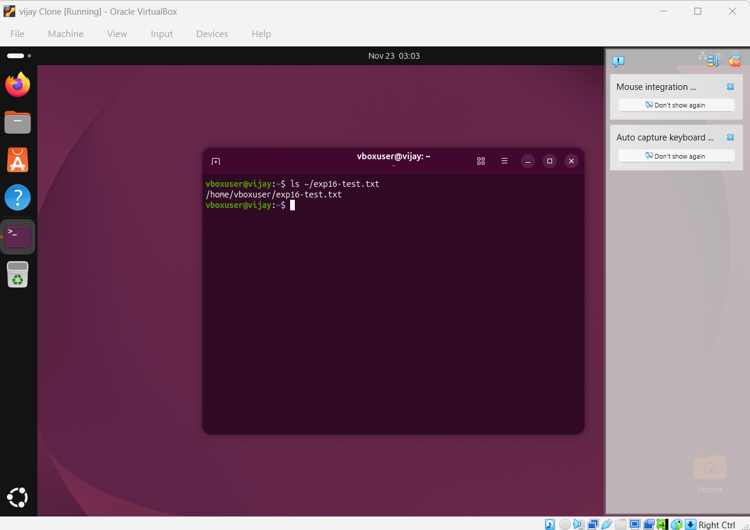 vijay Clone [Running] - Oracle VirtualBox
File Machine View Input Devices Help
Nov 23 03:03
Mouse integration ...
Don't show again
Auto capture keyboard ...
Don't show again
vboxuser@vijay: ~
vboxuser@vijay:~$ ls ~/exp16-test.txt
/home/vboxuser/exp16-test.txt
vboxuser@vijay:~$
Home
Right Ctrl